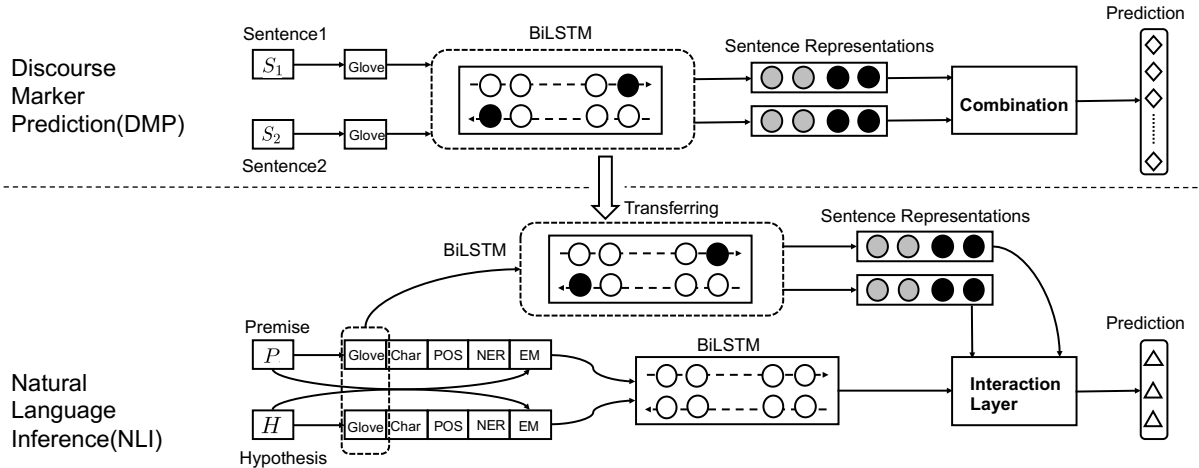 Prediction
Sentence1
BiLSTM
Sentence Representations
S1
Glove
Discourse
Marker
Prediction(DMP)
Combination
S2
Glove
Sentence2
Transferring
Sentence Representations
BiLSTM
Premise
Prediction
P
Glove Char POS NER EM
BiLSTM
Natural
Language
Inference(NLI)
Interaction
Layer
H
Glove Char POS NER EM
Hypothesis